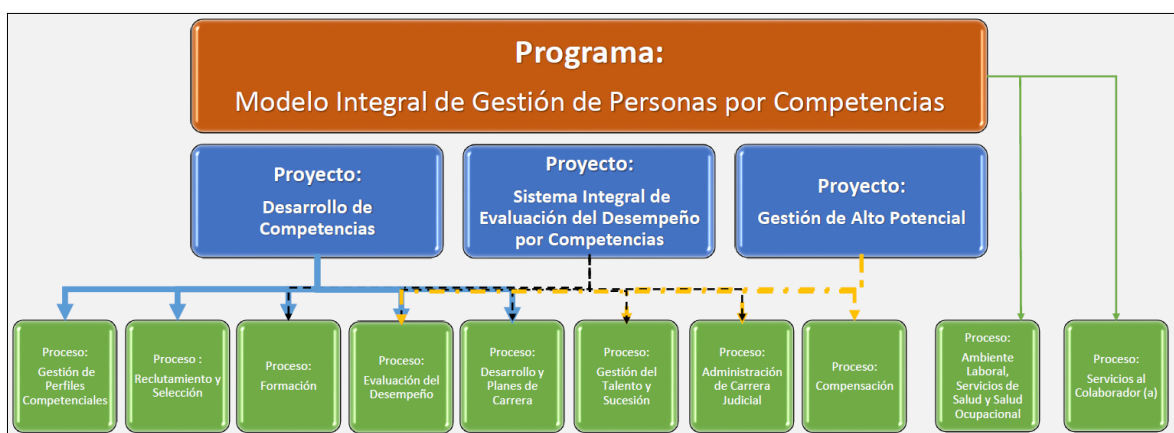 Programa:
Modelo Integral de Gestión de Personas por Competencias
Proyecto:
Desarrollo de
Competencias
Proyecto:
Sistema Integral de
Evaluación del Desempeño
por Competencias
Proyecto:
Gestión de Alto Potencial
Proceso:
Gestión de
Perfiles
Competenciales
Proceso :
Reclutamiento y
Selección
Proceso:
Formación
Proceso:
Evaluación del
Desempeño
Proceso:
Desarrollo y
Planes de
Carrera
Proceso:
Gestión del
Talento y
Sucesión
Proceso:
Administración
de Carrera
Judicial
Proceso:
Compensación
Proceso:
Ambiente
Laboral,
Servicios de
Salud y Salud
Ocupacional
Proceso:
Servicios al
Colaborador (a)